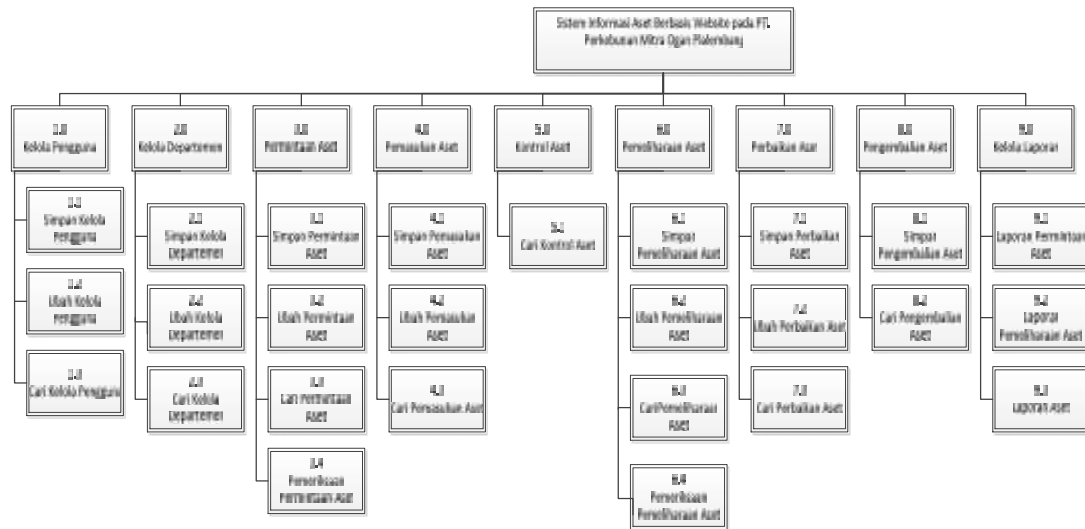 Sistem Informasi Aset Berbasis Website pada PT.
Perkebunan Mitra Ogan Palembang
1.0
Kelola Pengguna
2.0
Kelola Departemen
3.0
Permintaan Aset
4.0
Pemasukan Aset
5.0
Kontrol Aset
6.0
Pemeliharaan Aset
7.0
Perbaikan Aset
8.0
Pengembalian Aset
9.0
Kelola Laporan
1.1
Simpan Kelola
Pengguna
1.2
Ubah Kelola
Pengguna
1.3
Cari Kelola Pengguna
2.1
Simpan Kelola
Departemen
2.2
Ubah Kelola
Departemen
2.3
Cari Kelola
Departemen
3.1
Simpan Permintaan
Aset
3.2
Ubah Permintaan
Aset
3.3
Cari Permintaan
Aset
3.4
Pemeriksaan
Permintaan Aset
4.1
Simpan Pemasukan
Aset
4.2
Ubah Pemasukan
Aset
4.3
Cari Pemasukan Aset
5.1
Cari Kontrol Aset
6.1
Simpan
Pemeliharaan Aset
6.2
Ubah Pemeliharaan
Aset
6.3
Cari Pemeliharaan
Aset
6.4
Pemeriksaan
Pemeliharaan Aset
7.1
Simpan Perbaikan
Aset
7.2
Ubah Perbaikan Aset
7.3
Cari Perbaikan Aset
8.1
Simpan
Pengembalian Aset
8.2
Cari Pengembalian
Aset
9.1
Laporan Permintaan
Aset
9.2
Laporan
Pemeliharaan Aset
9.3
Laporan Aset